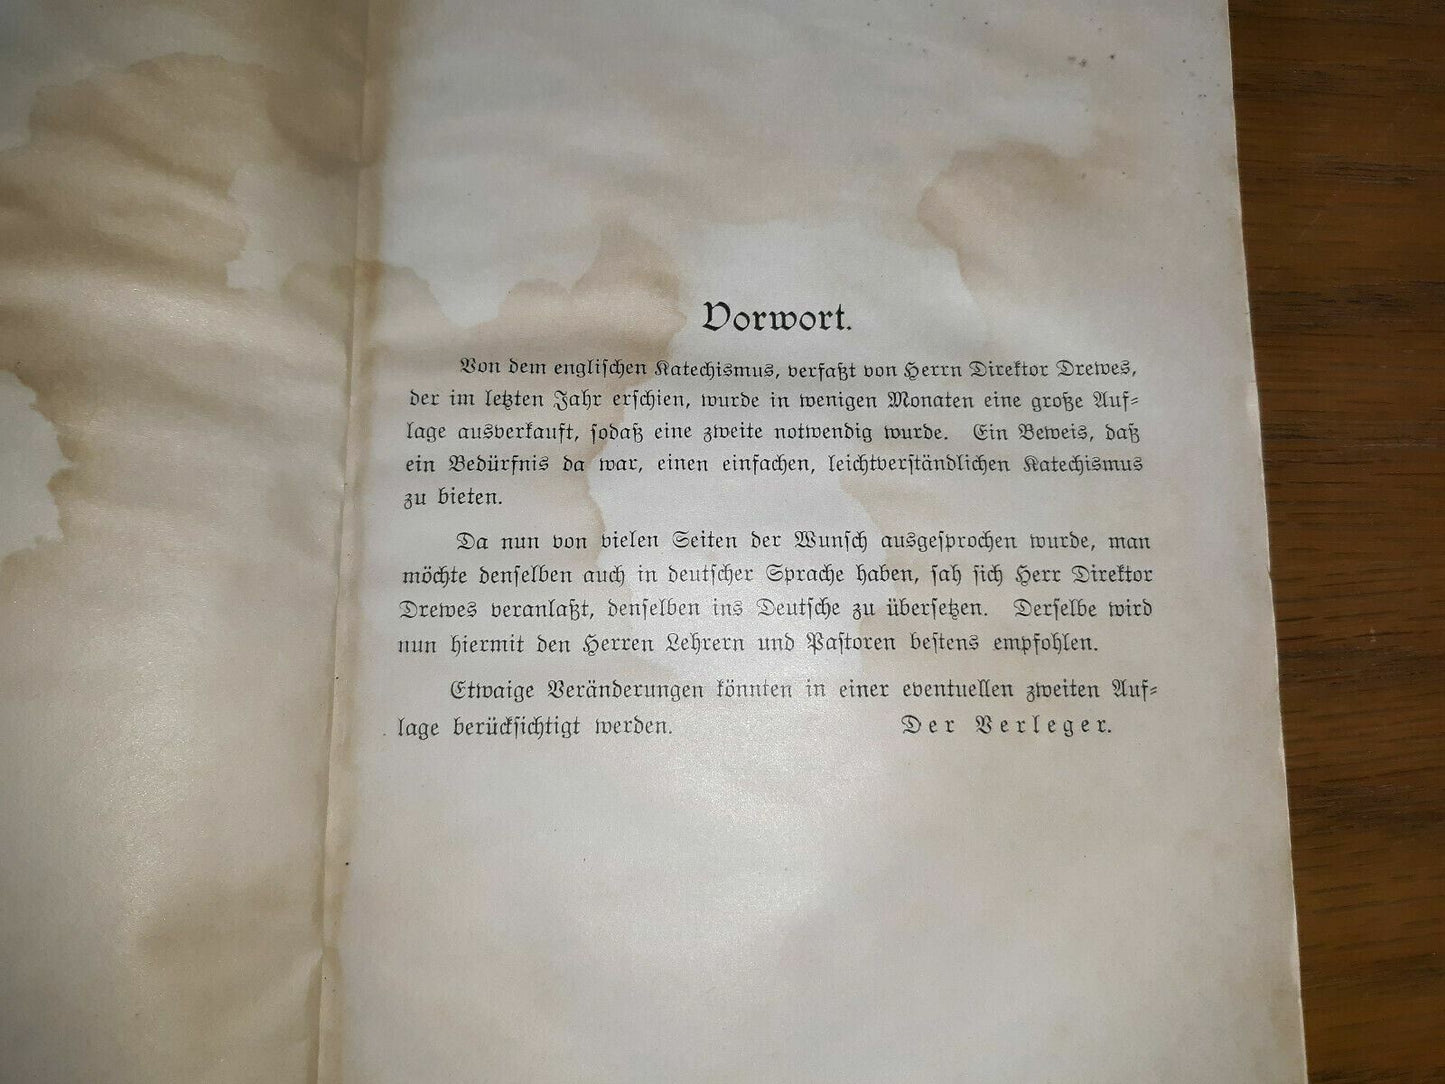 Vorwort.
Von dem englischen Katechismus, verfaßt von Herrn Direktor Drewes,
der im letzten Jahr erschien, wurde in wenigen Monaten eine große Auf-
lage ausverkauft, sodaß eine zweite notwendig wurde. Ein Beweis, daß
ein Bedürfnis da war, einen einfachen, leichtverständlichen Katechismus
zu bieten.
Da nun von vielen Seiten der Wunsch ausgesprochen wurde, man
möchte denselben auch in deutscher Sprache haben, sah sich Herr Direktor
Drewes veranlaßt, denselben ins Deutsche zu übersetzen. Derselbe wird
nun hiermit den Herren Lehrern und Pastoren bestens empfohlen.
Etwaige Veränderungen könnten in einer eventuellen zweiten Auf-
lage berücksichtigt werden. Der Verleger.